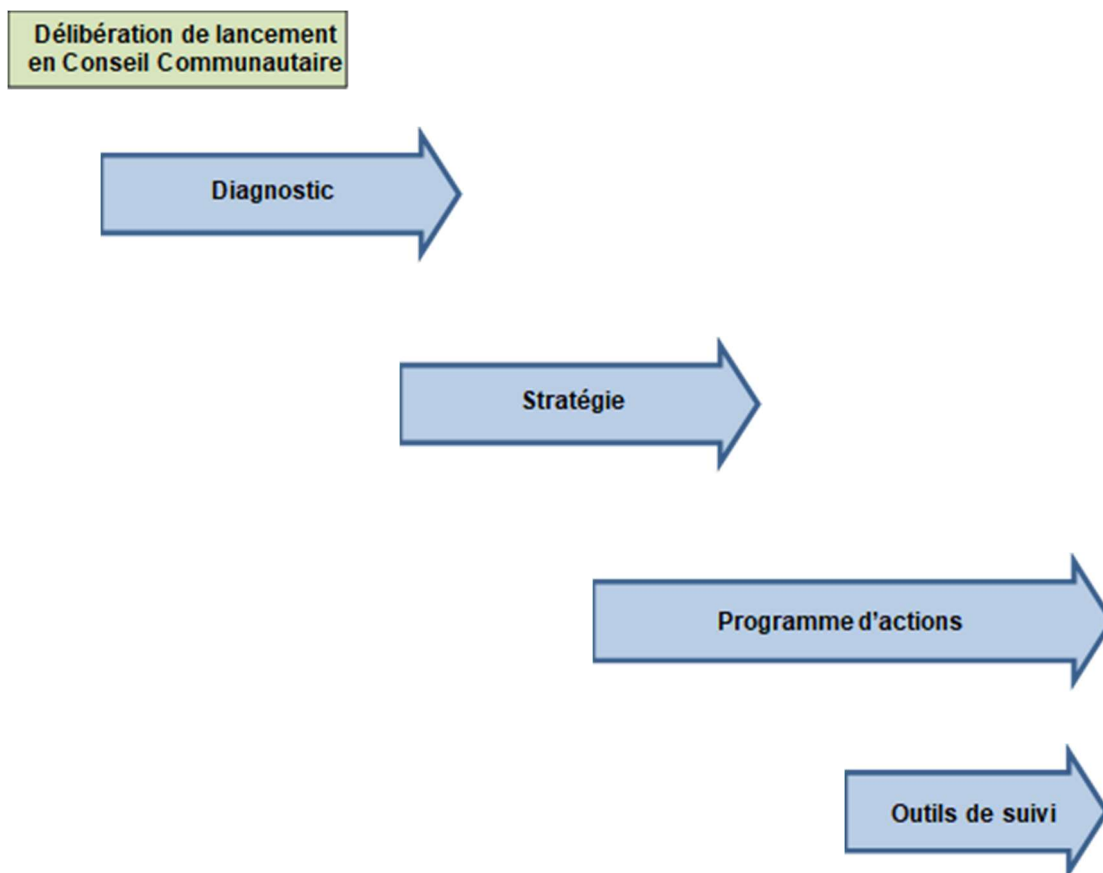 Délibération de lancement
en Conseil Communautaire
Diagnostic
Stratégie
Programme d'actions
Outils de suivi